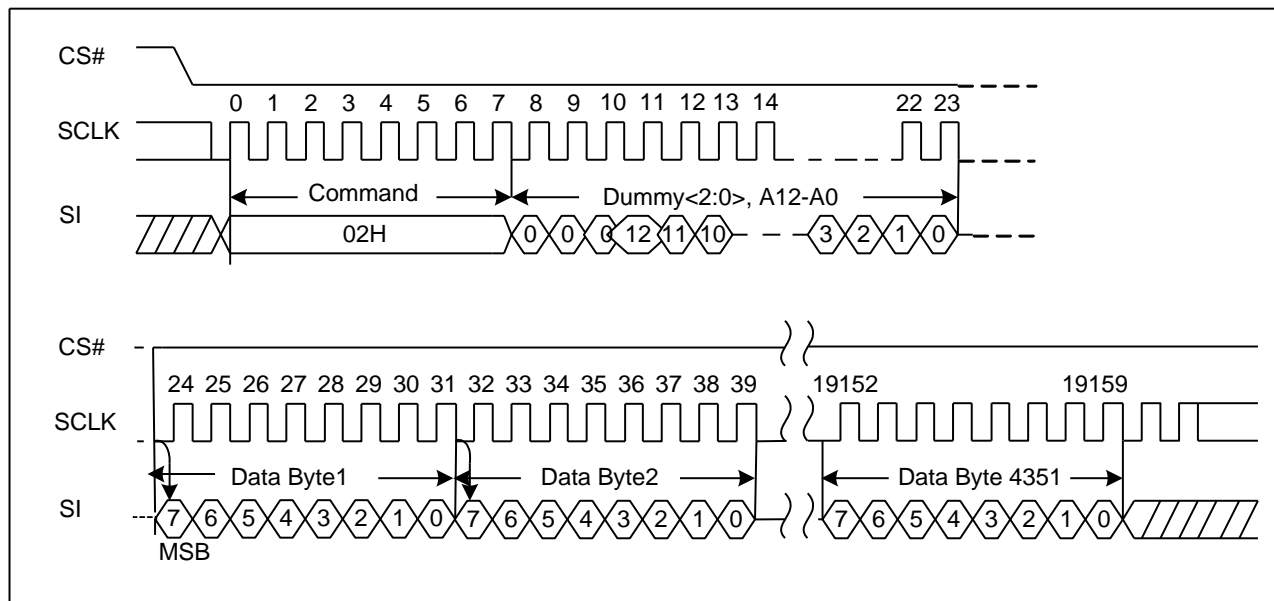 CS#
0 1 2 3 4 5 6 7 8 9 10 11 12 13 14 22 23
SCLK
Command Dummy<2:0>, A12-A0
SI
02H 0 0 0 12 11 10 3 2 1 0
CS#
24 25 26 27 28 29 30 31 32 33 34 35 36 37 38 39 19152 19159
SCLK
Data Byte1 Data Byte2 Data Byte 4351
SI
7 6 5 4 3 2 1 0 7 6 5 4 3 2 1 0 7 6 5 4 3 2 1 0
MSB